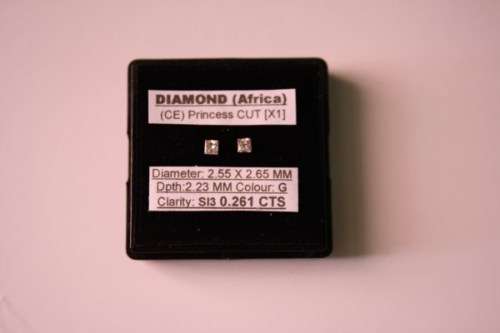 DIAMOND (Africa)
(CE) Princess CUT [X1]
Diameter: 2.55 X 2.65 MM
Dpth:2.23 MM Colour: G
Clarity: SI3 0.261 CTS